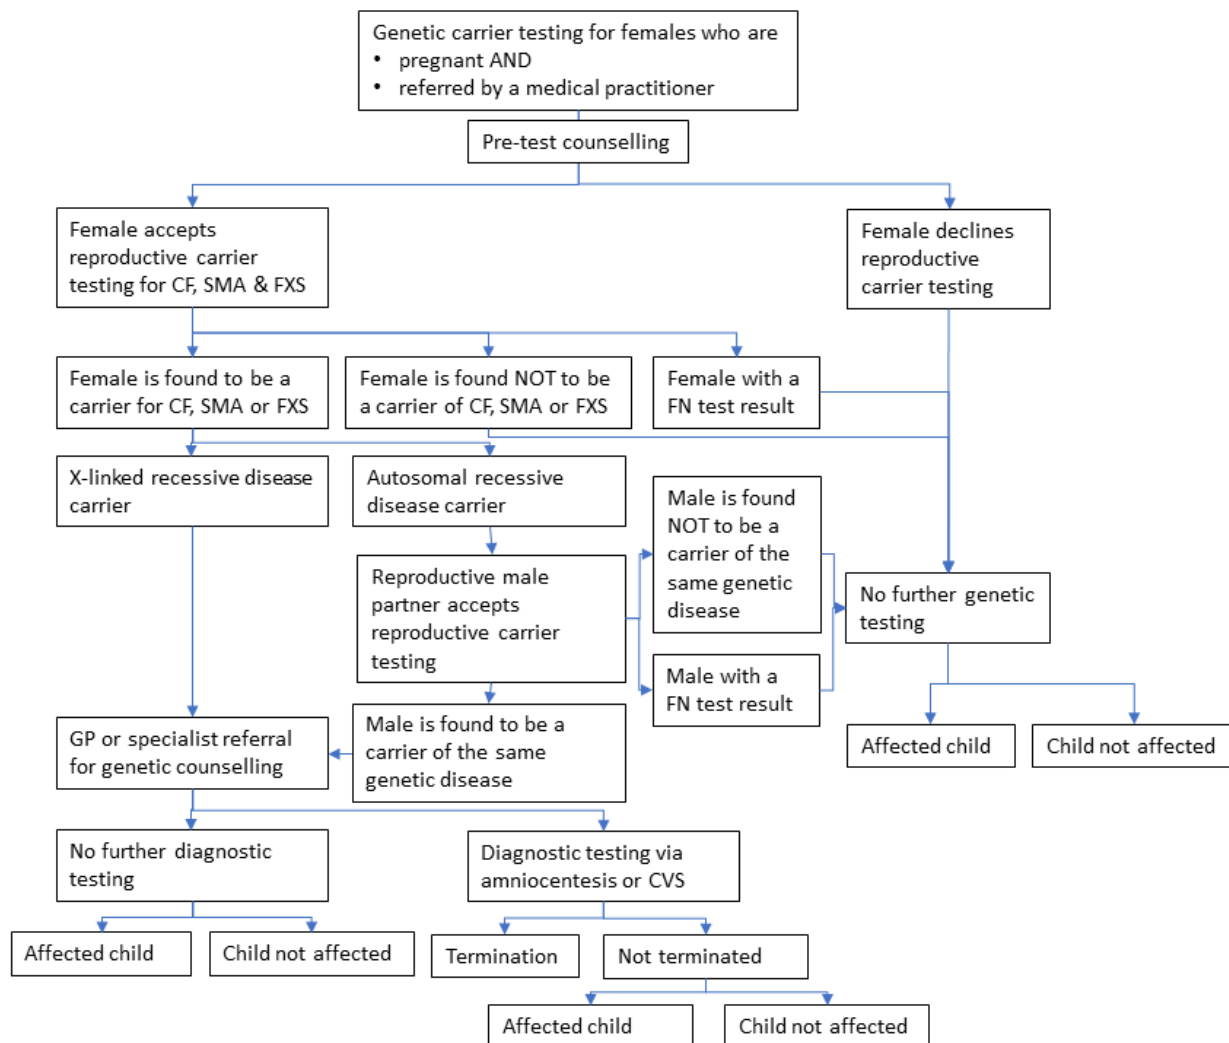 Genetic carrier testing for females who are
• pregnant AND
• referred by a medical practitioner
Pre-test counselling
Female accepts
reproductive carrier
testing for CF, SMA & FXS
Female declines
reproductive
carrier testing
Female is found to be a
carrier for CF, SMA or FXS
Female is found NOT to be
a carrier of CF, SMA or FXS
Female with a
FN test result
X-linked recessive disease
carrier
Autosomal recessive
disease carrier
Male is found
NOT to be a
carrier of the
same genetic
disease
Reproductive male
partner accepts
reproductive carrier
testing
No further genetic
testing
Male with a
FN test result
GP or specialist referral
for genetic counselling
Male is found to be a
carrier of the same
genetic disease
Affected child
Child not affected
No further diagnostic
testing
Diagnostic testing via
amniocentesis or CVS
Affected child
Child not affected
Termination
Not terminated
Affected child
Child not affected